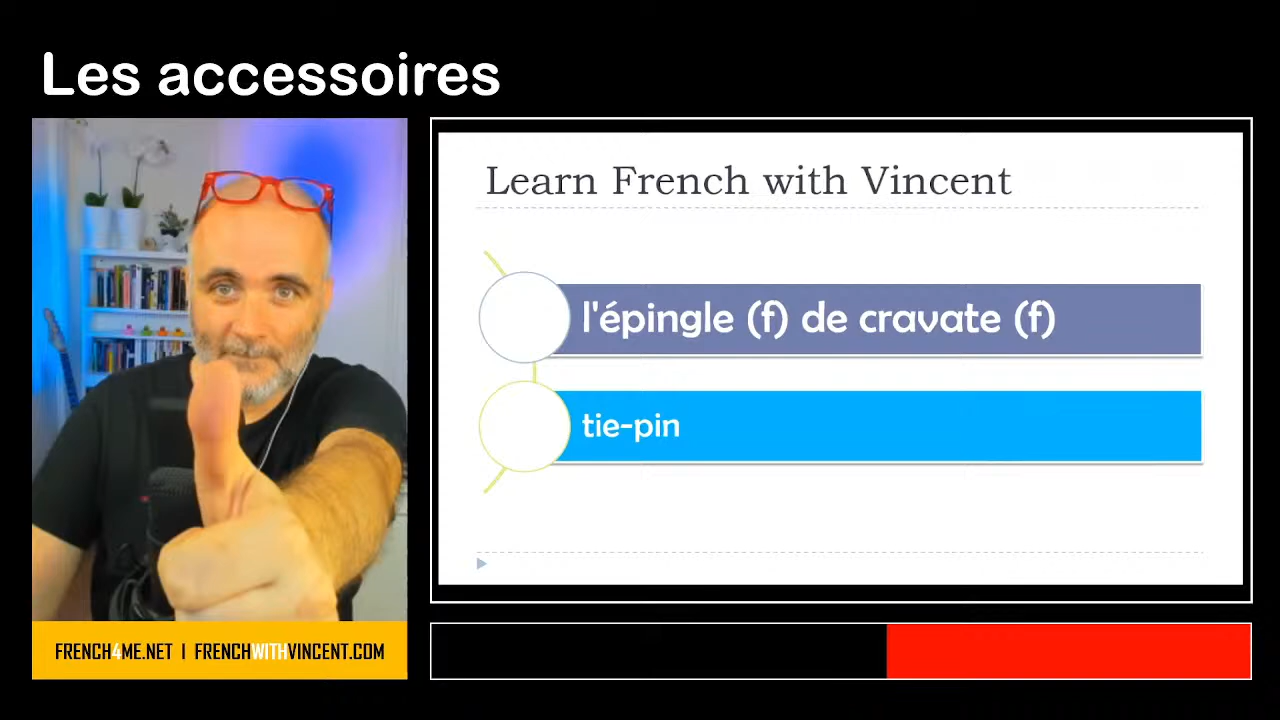 Les accessoires
Learn French with Vincent
l'épingle (f) de cravate (f)
tie-pin
FRENCH4ME.NET I FRENCHWITHVINCENT.COM